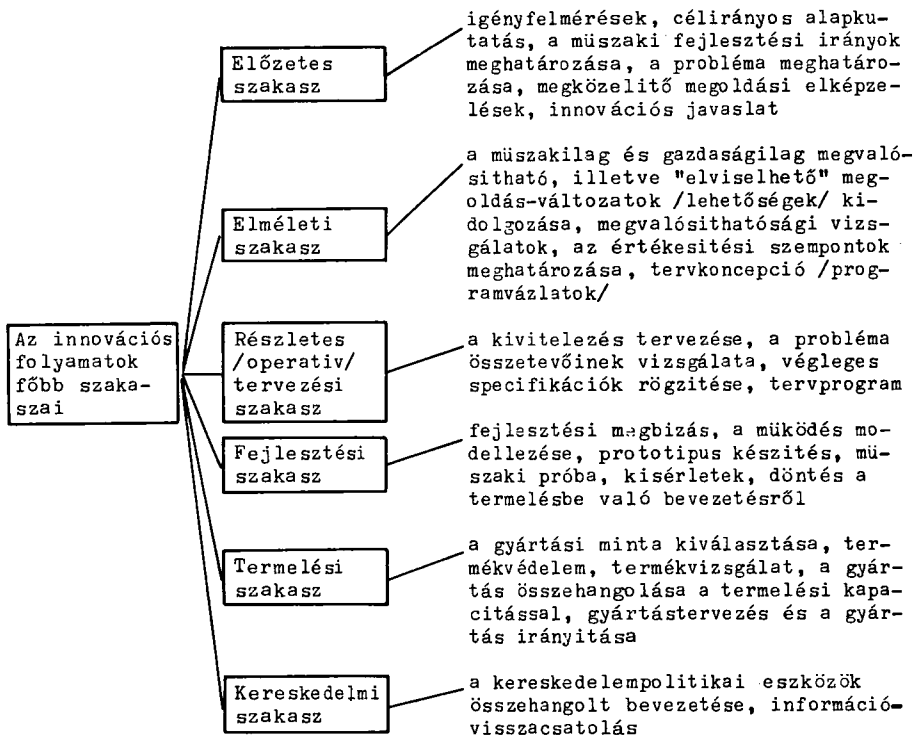 igényfelmérések, célirányos alapku-
tatás, a müszaki fejlesztési irányok
meghatározása, a probléma meghatáro-
zása, megközelitő megoldási elképze-
lések, innovációs javaslat
Előzetes
szakasz
a müszakilag és gazdaságilag megvaló-
sitható, illetve "elviselhető" meg-
oldás-változatok /lehetőségek/ ki-
dolgozása, megvalósithatósági vizs-
gálatok, az értékesitési szempontok
meghatározása, tervkoncepció /prog-
ramvázlatok/
Elméleti
szakasz
Az innovációs
folyamatok
főbb szaka-
szai
Részletes
/operativ/
tervezési
szakasz
a kivitelezés tervezése, a probléma
összetevőinek vizsgálata, végleges
specifikációk rögzitése, tervprogram
Fejlesztési
szakasz
fejlesztési megbizás, a müködés mo-
dellezése, prototipus készités, mü-
szaki próba, kisérletek, döntés a
termelésbe való bevezetésről
Termelési
szakasz
a gyártási minta kiválasztása, ter-
mékvédelem, termékvizsgálat, a gyár-
tás összehangolása a termelési kapa-
citással, gyártástervezés és a gyár-
tás irányitása
Kereskedelmi
szakasz
a kereskedelempolitikai eszközök
összehangolt bevezetése, információ-
visszacsatolás